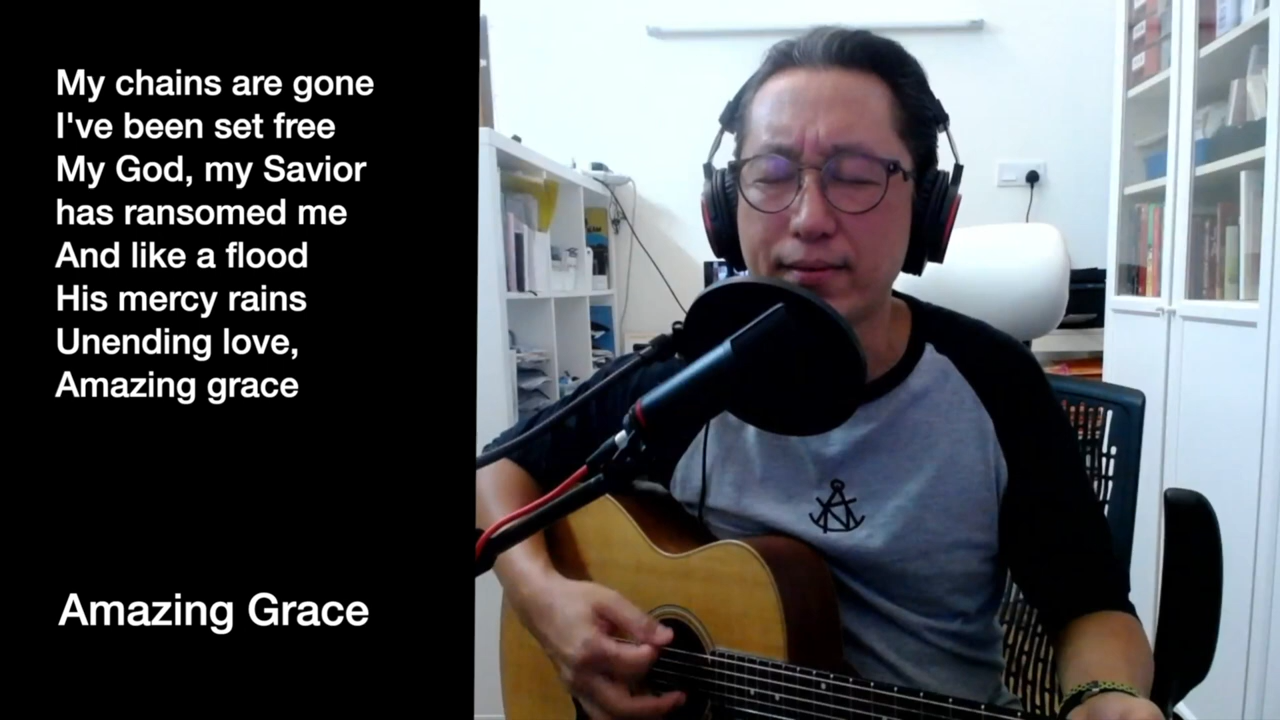 My chains are gone
I've been set free
My God, my Savior
has ransomed me
And like a flood
His mercy rains
Unending love,
Amazing grace
Amazing Grace